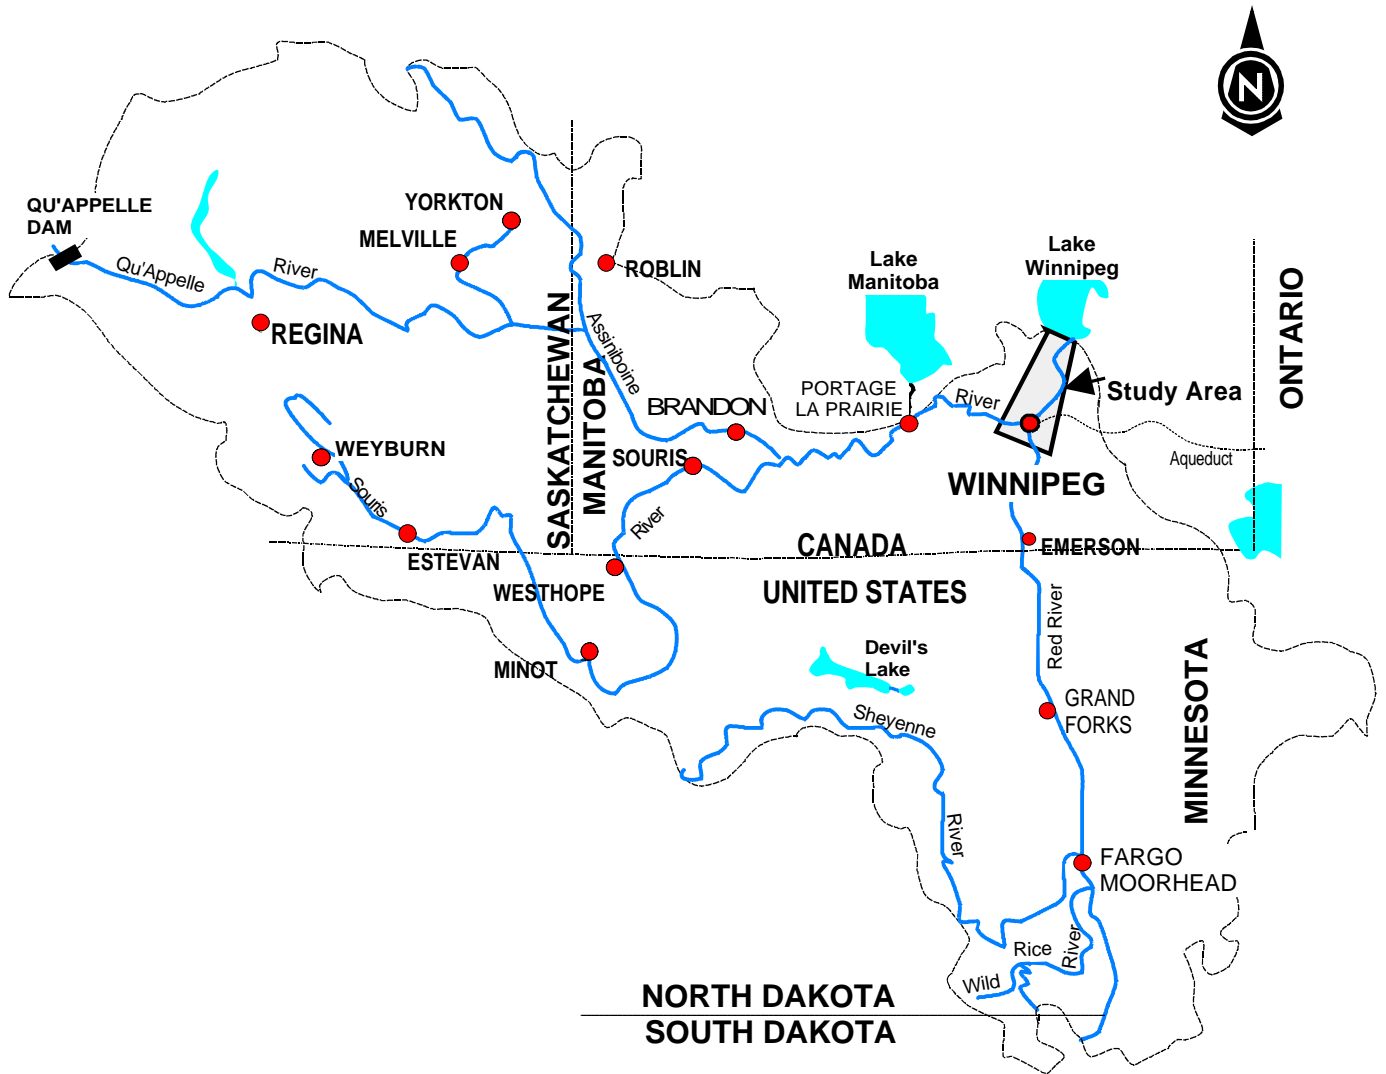 N
Lake
Winnipeg
Lake
Manitoba
YORKTON
MELVILLE
QU'APPELLE
DAM
Qu'Appelle
River
ROBLIN
REGINA
SASKATCHEWAN
MANITOBA
Assiniboine
ONTARIO
PORTAGE
LA PRAIRIE
River
Study Area
BRANDON
WEYBURN
SOURIS
Aqueduct
WINNIPEG
Souris
River
ESTEVAN
CANADA
EMERSON
WESTHOPE
UNITED STATES
Red River
MINOT
Devil's
Lake
MINNESOTA
GRAND
FORKS
Sheyenne
River
FARGO
MOORHEAD
Wild
Rice
River
NORTH DAKOTA
SOUTH DAKOTA